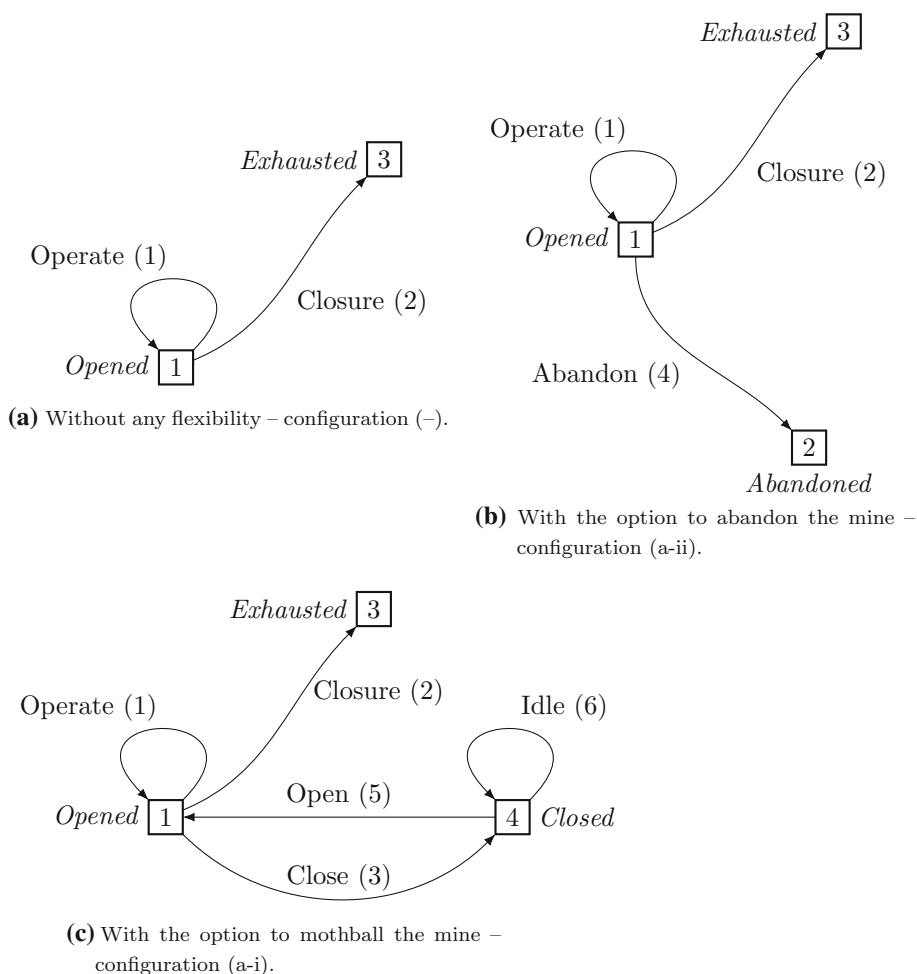 Exhausted 3
Operate (1)
Closure (2)
Opened 1
(a) Without any flexibility – configuration (–).
Exhausted 3
Operate (1)
Closure (2)
Opened 1
Abandon (4)
2
Abandoned
(b) With the option to abandon the mine –
configuration (a-ii).
Exhausted 3
Operate (1)
Closure (2)
Idle (6)
Open (5)
Opened 1
4 Closed
Close (3)
(c) With the option to mothball the mine –
configuration (a-i).